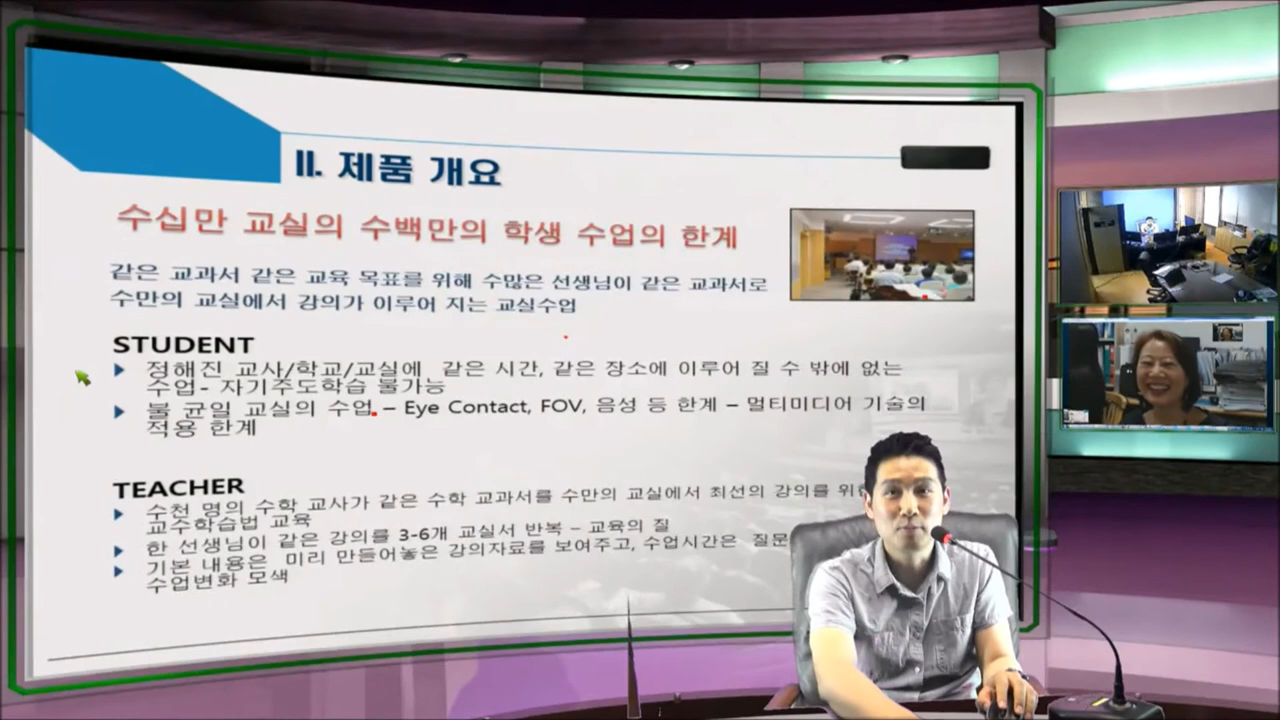 II. 제품 개요
수십만 교실의 수백만의 학생 수업의 한계
같은 교과서 같은 교육 목표를 위해 수많은 선생님이 같은 교과서로
수만의 교실에서 강의가 이루어 지는 교실수업
STUDENT
정해진 교사/학교/교실에 같은 시간, 같은 장소에 이루어 질 수 밖에 없는
수업- 자기주도학습 불가능
불 균일 교실의 수업 – Eye Contact, FOV, 음성 등 한계 – 멀티미디어 기술의
적용 한계
TEACHER
수천 명의 수학 교사가 같은 수학 교과서를 수만의 교실에서 최선의 강의를 위한
교수학습법 교육
한 선생님이 같은 강의를 3-6개 교실서 반복 – 교육의 질
기본 내용은 미리 만들어놓은 강의자료를 보여주고, 수업시간은 질문
수업변화 모색